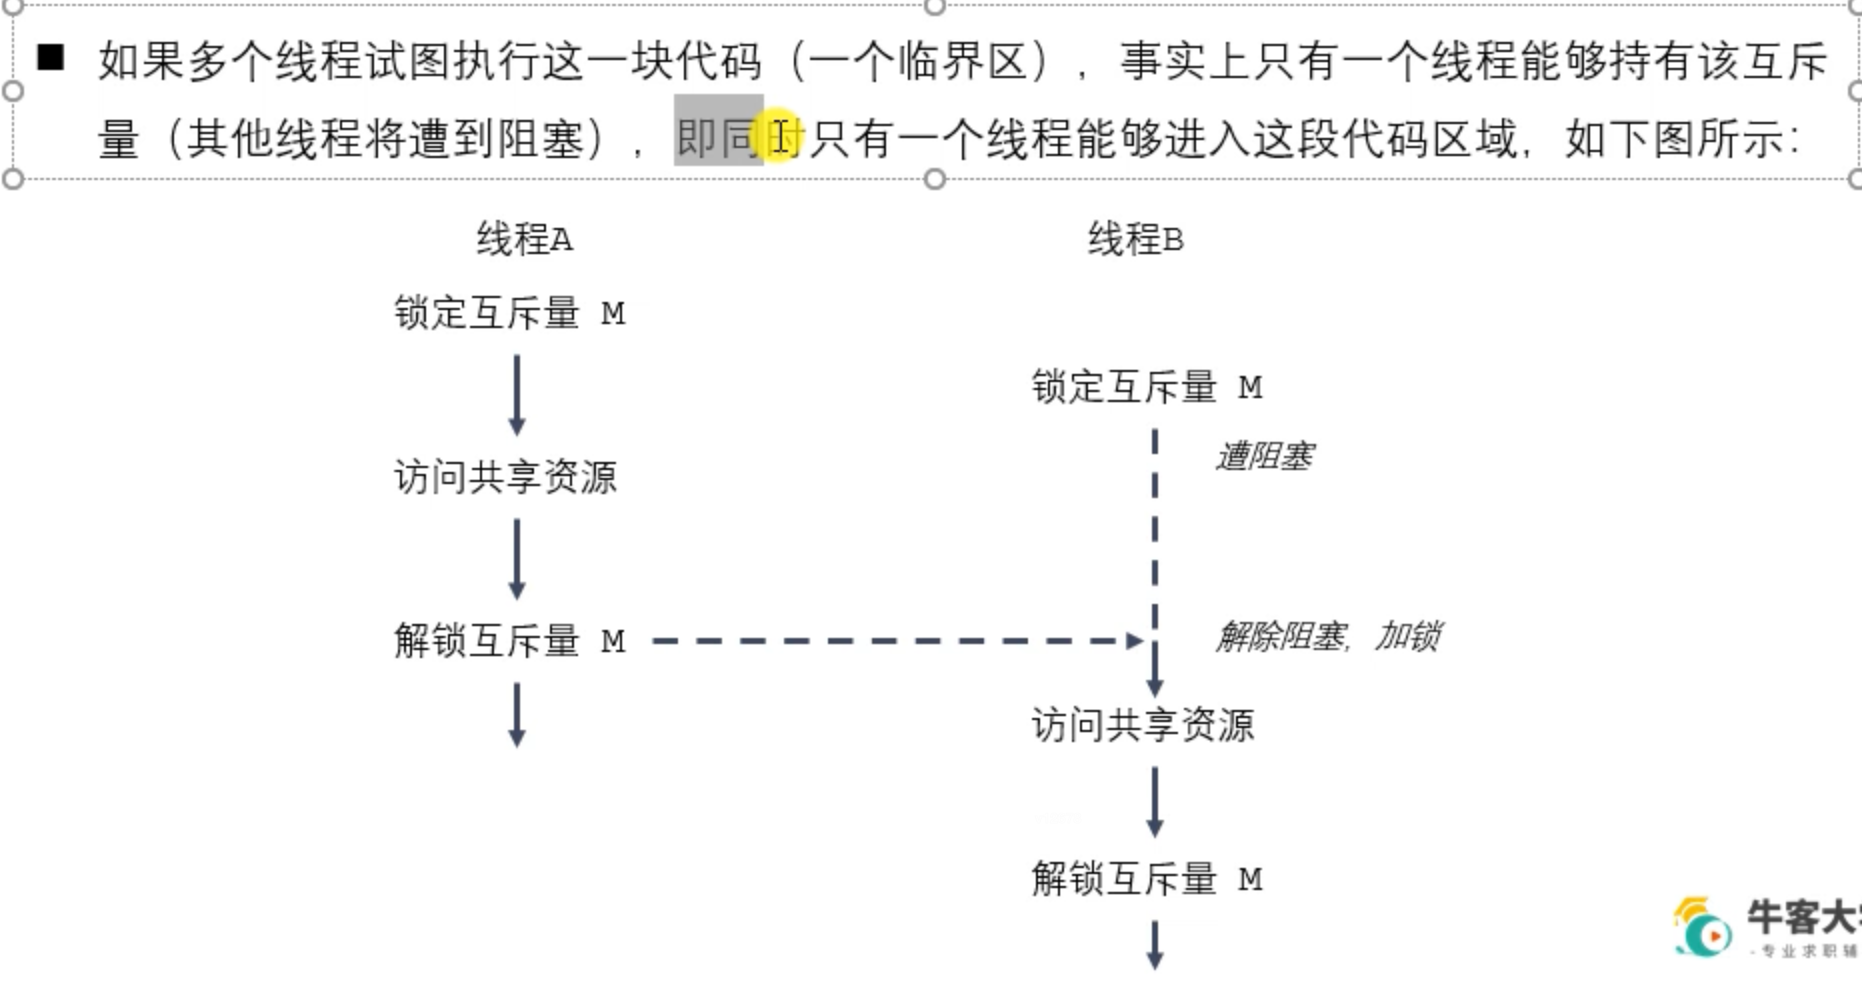 ■ 如果多个线程试图执行这一块代码（一个临界区），事实上只有一个线程能够持有该互斥
量（其他线程将遭到阻塞），即同时只有一个线程能够进入这段代码区域，如下图所示：
线程A
锁定互斥量 M
访问共享资源
解锁互斥量 M
线程B
锁定互斥量 M
遭阻塞
解除阻塞，加锁
访问共享资源
解锁互斥量 M
牛客大
-专业求职辅